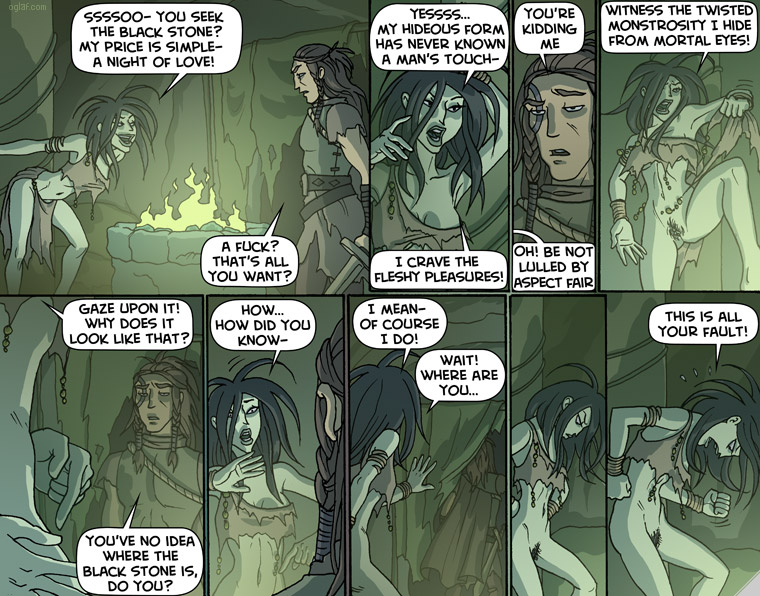 oglaf.com
SSSSOO- YOU SEEK
THE BLACK STONE?
MY PRICE IS SIMPLE-
A NIGHT OF LOVE!
A FUCK?
THAT'S ALL
YOU WANT?
YESSSS...
MY HIDEOUS FORM
HAS NEVER KNOWN
A MAN'S TOUCH-
I CRAVE THE
FLESHY PLEASURES!
YOU'RE
KIDDING
ME
OH! BE NOT
LULLED BY
ASPECT FAIR
WITNESS THE TWISTED
MONSTROSITY I HIDE
FROM MORTAL EYES!
GAZE UPON IT!
WHY DOES IT
LOOK LIKE THAT?
YOU'VE NO IDEA
WHERE THE
BLACK STONE IS,
DO YOU?
HOW...
HOW DID YOU
KNOW-
I MEAN-
OF COURSE
I DO!
WAIT!
WHERE ARE
YOU...
THIS IS ALL
YOUR FAULT!